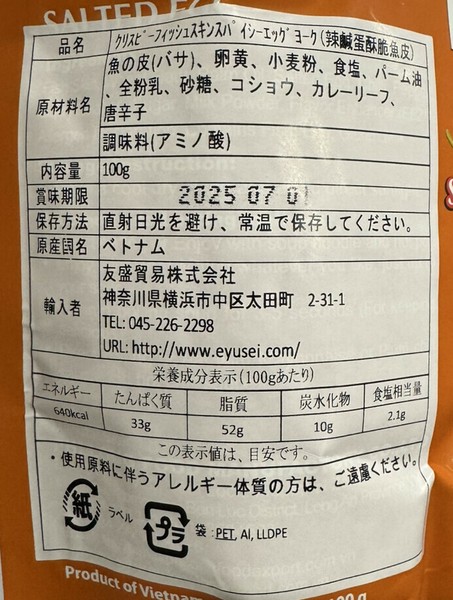 SALTED EG
品名 クリスピーフィッシュスキンスパイシーエッグヨーク(辣鹹蛋酥脆魚皮)
原材料名 魚の皮(バサ)、卵黄、小麦粉、食塩、パーム油
、全粉乳、砂糖、コショウ、カレーリーフ、
唐辛子
調味料(アミノ酸)
内容量 100g
賞味期限 2025 07 01
保存方法 直射日光を避け、常温で保存してください。
原産国名 ベトナム
輸入者 友盛貿易株式会社
神奈川県横浜市中区太田町 2-31-1
TEL: 045-226-2298
URL: http://www.eyusei.com/
栄養成分表示(100gあたり)
エネルギー たんぱく質 脂質 炭水化物 食塩相当量
640kcal 33g 52g 10g 2.1g
この表示値は、目安です。
・使用原料に伴うアレルギー体質の方は、ご遠慮ください。
紙 ラベル プラ 袋:PET, Al, LLDPE
Product of Vietnam